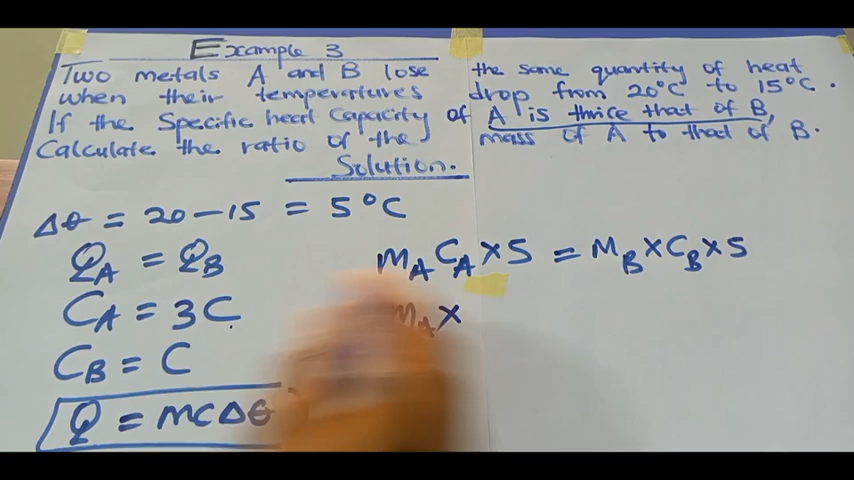 Example 3
Two metals A and B lose the same quantity of heat
when their temperatures drop from 20°C to 15°C.
If the Specific heat Capacity of A is thrice that of B,
Calculate the ratio of the mass of A to that of B.
Solution.
Δθ = 20 - 15 = 5°C
Q_A = Q_B
C_A = 3C
C_B = C
Q = mcΔθ
M_A C_A × 5 = M_B × C_B × 5
M_A ×